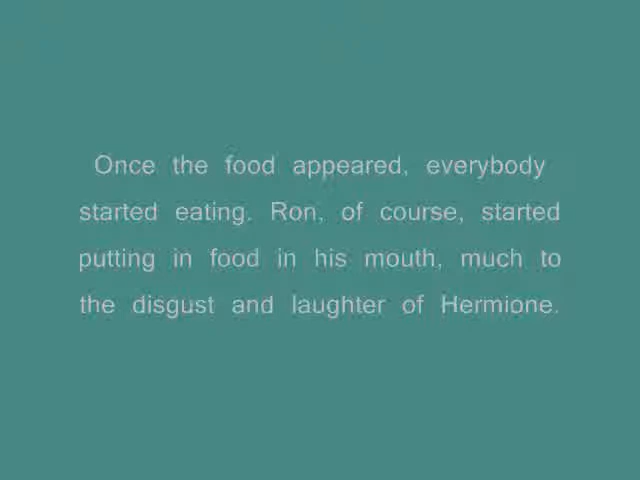 Once the food appeared, everybody
started eating. Ron, of course, started
putting in food in his mouth, much to
the disgust and laughter of Hermione.